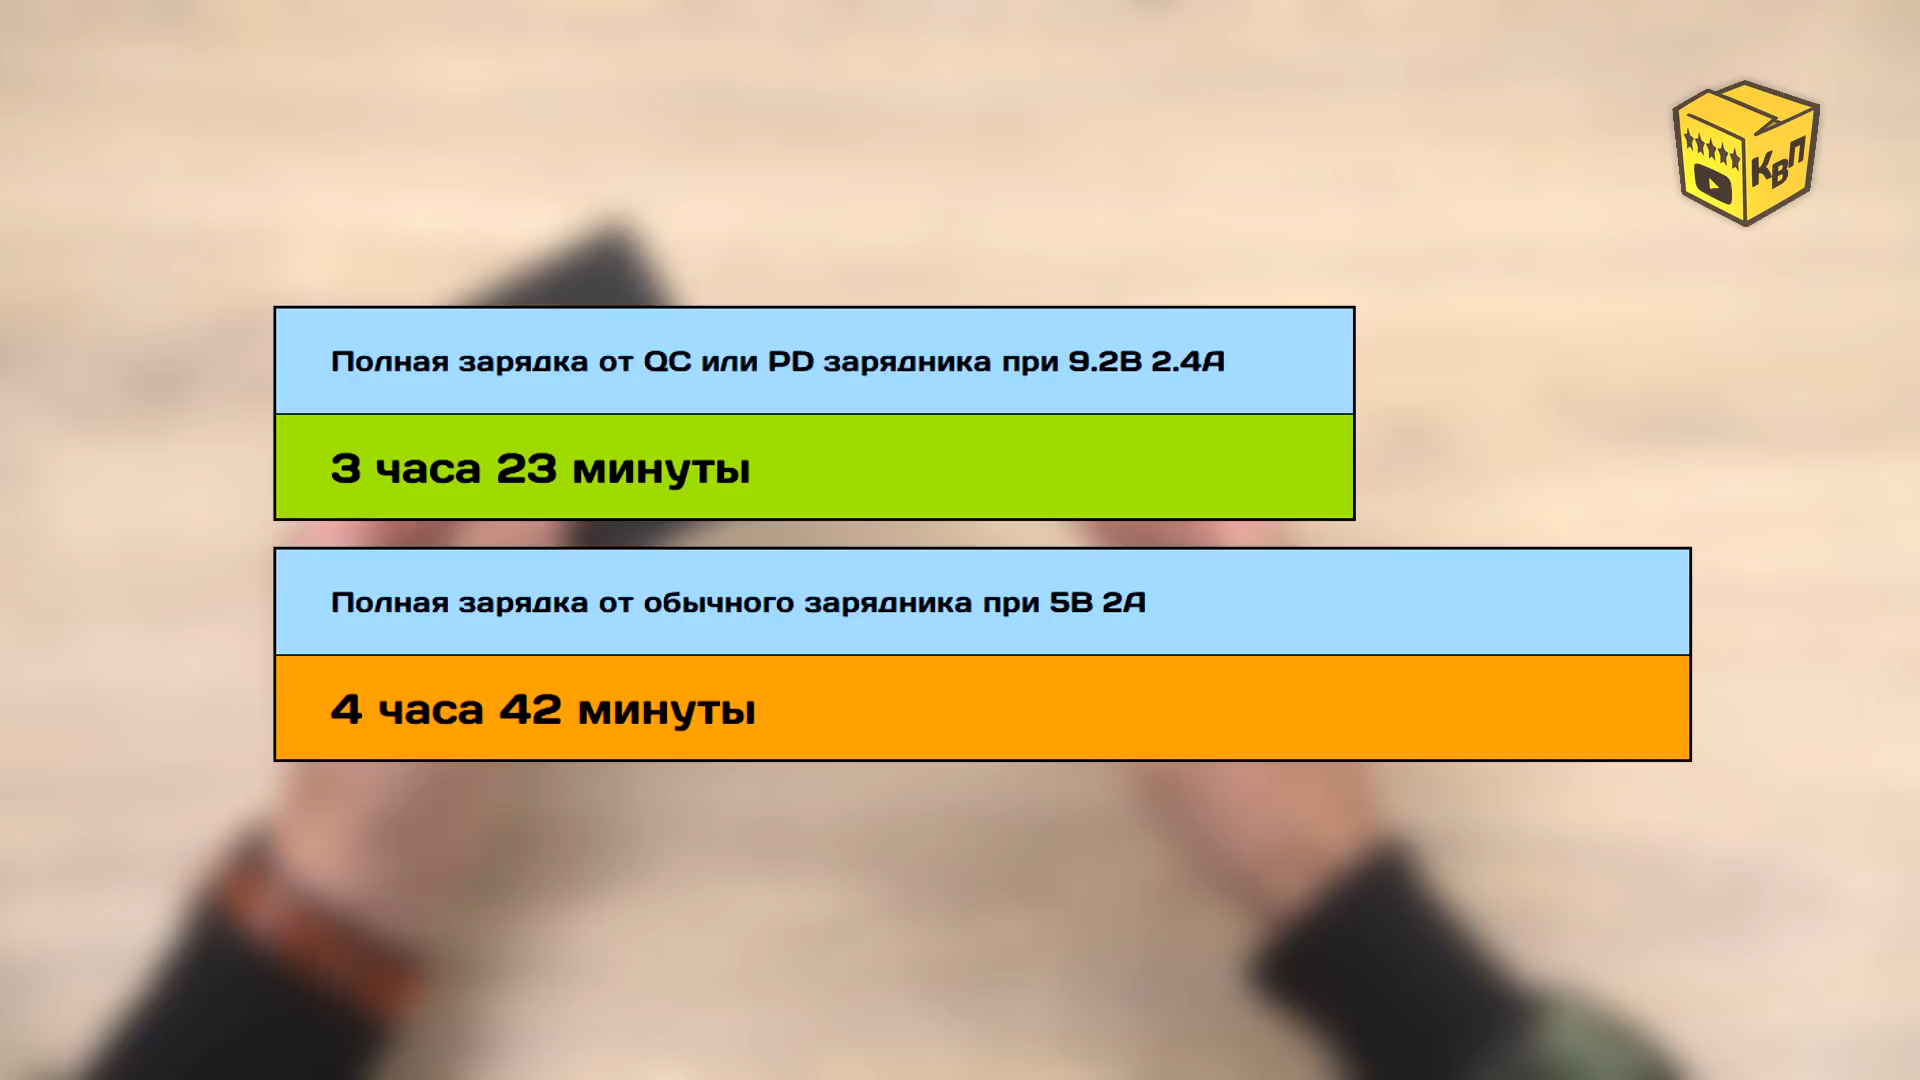 КВП
Полная зарядка от QC или PD зарядника при 9.2В 2.4А
3 часа 23 минуты
Полная зарядка от обычного зарядника при 5В 2А
4 часа 42 минуты